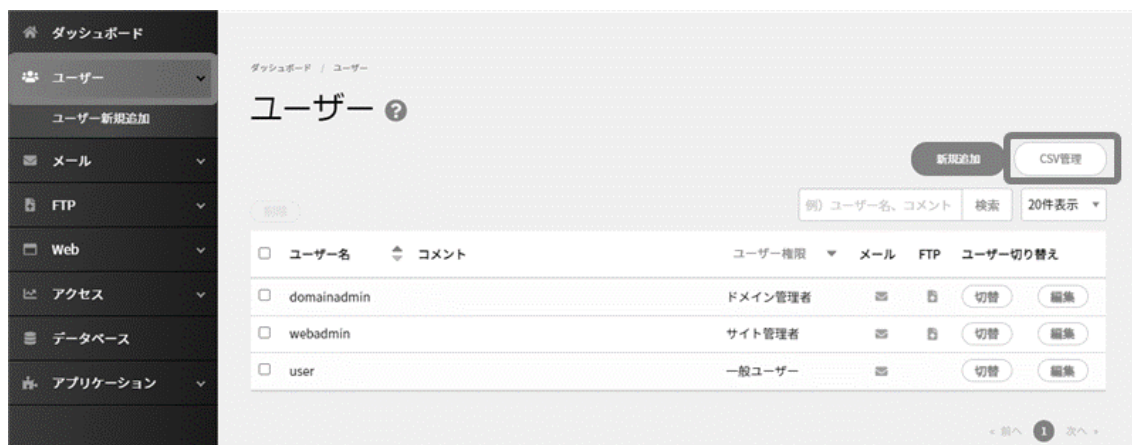 ダッシュボード
ユーザー
ユーザー新規追加
メール
FTP
Web
アクセス
データベース
アプリケーション
ダッシュボード / ユーザー
ユーザー ?
新規追加 CSV管理
削除 例）ユーザー名、コメント 検索 20件表示
ユーザー名 コメント ユーザー権限 メール FTP ユーザー切り替え
domainadmin ドメイン管理者 切替 編集
webadmin サイト管理者 切替 編集
user 一般ユーザー 切替 編集
« 前へ 1 次へ »